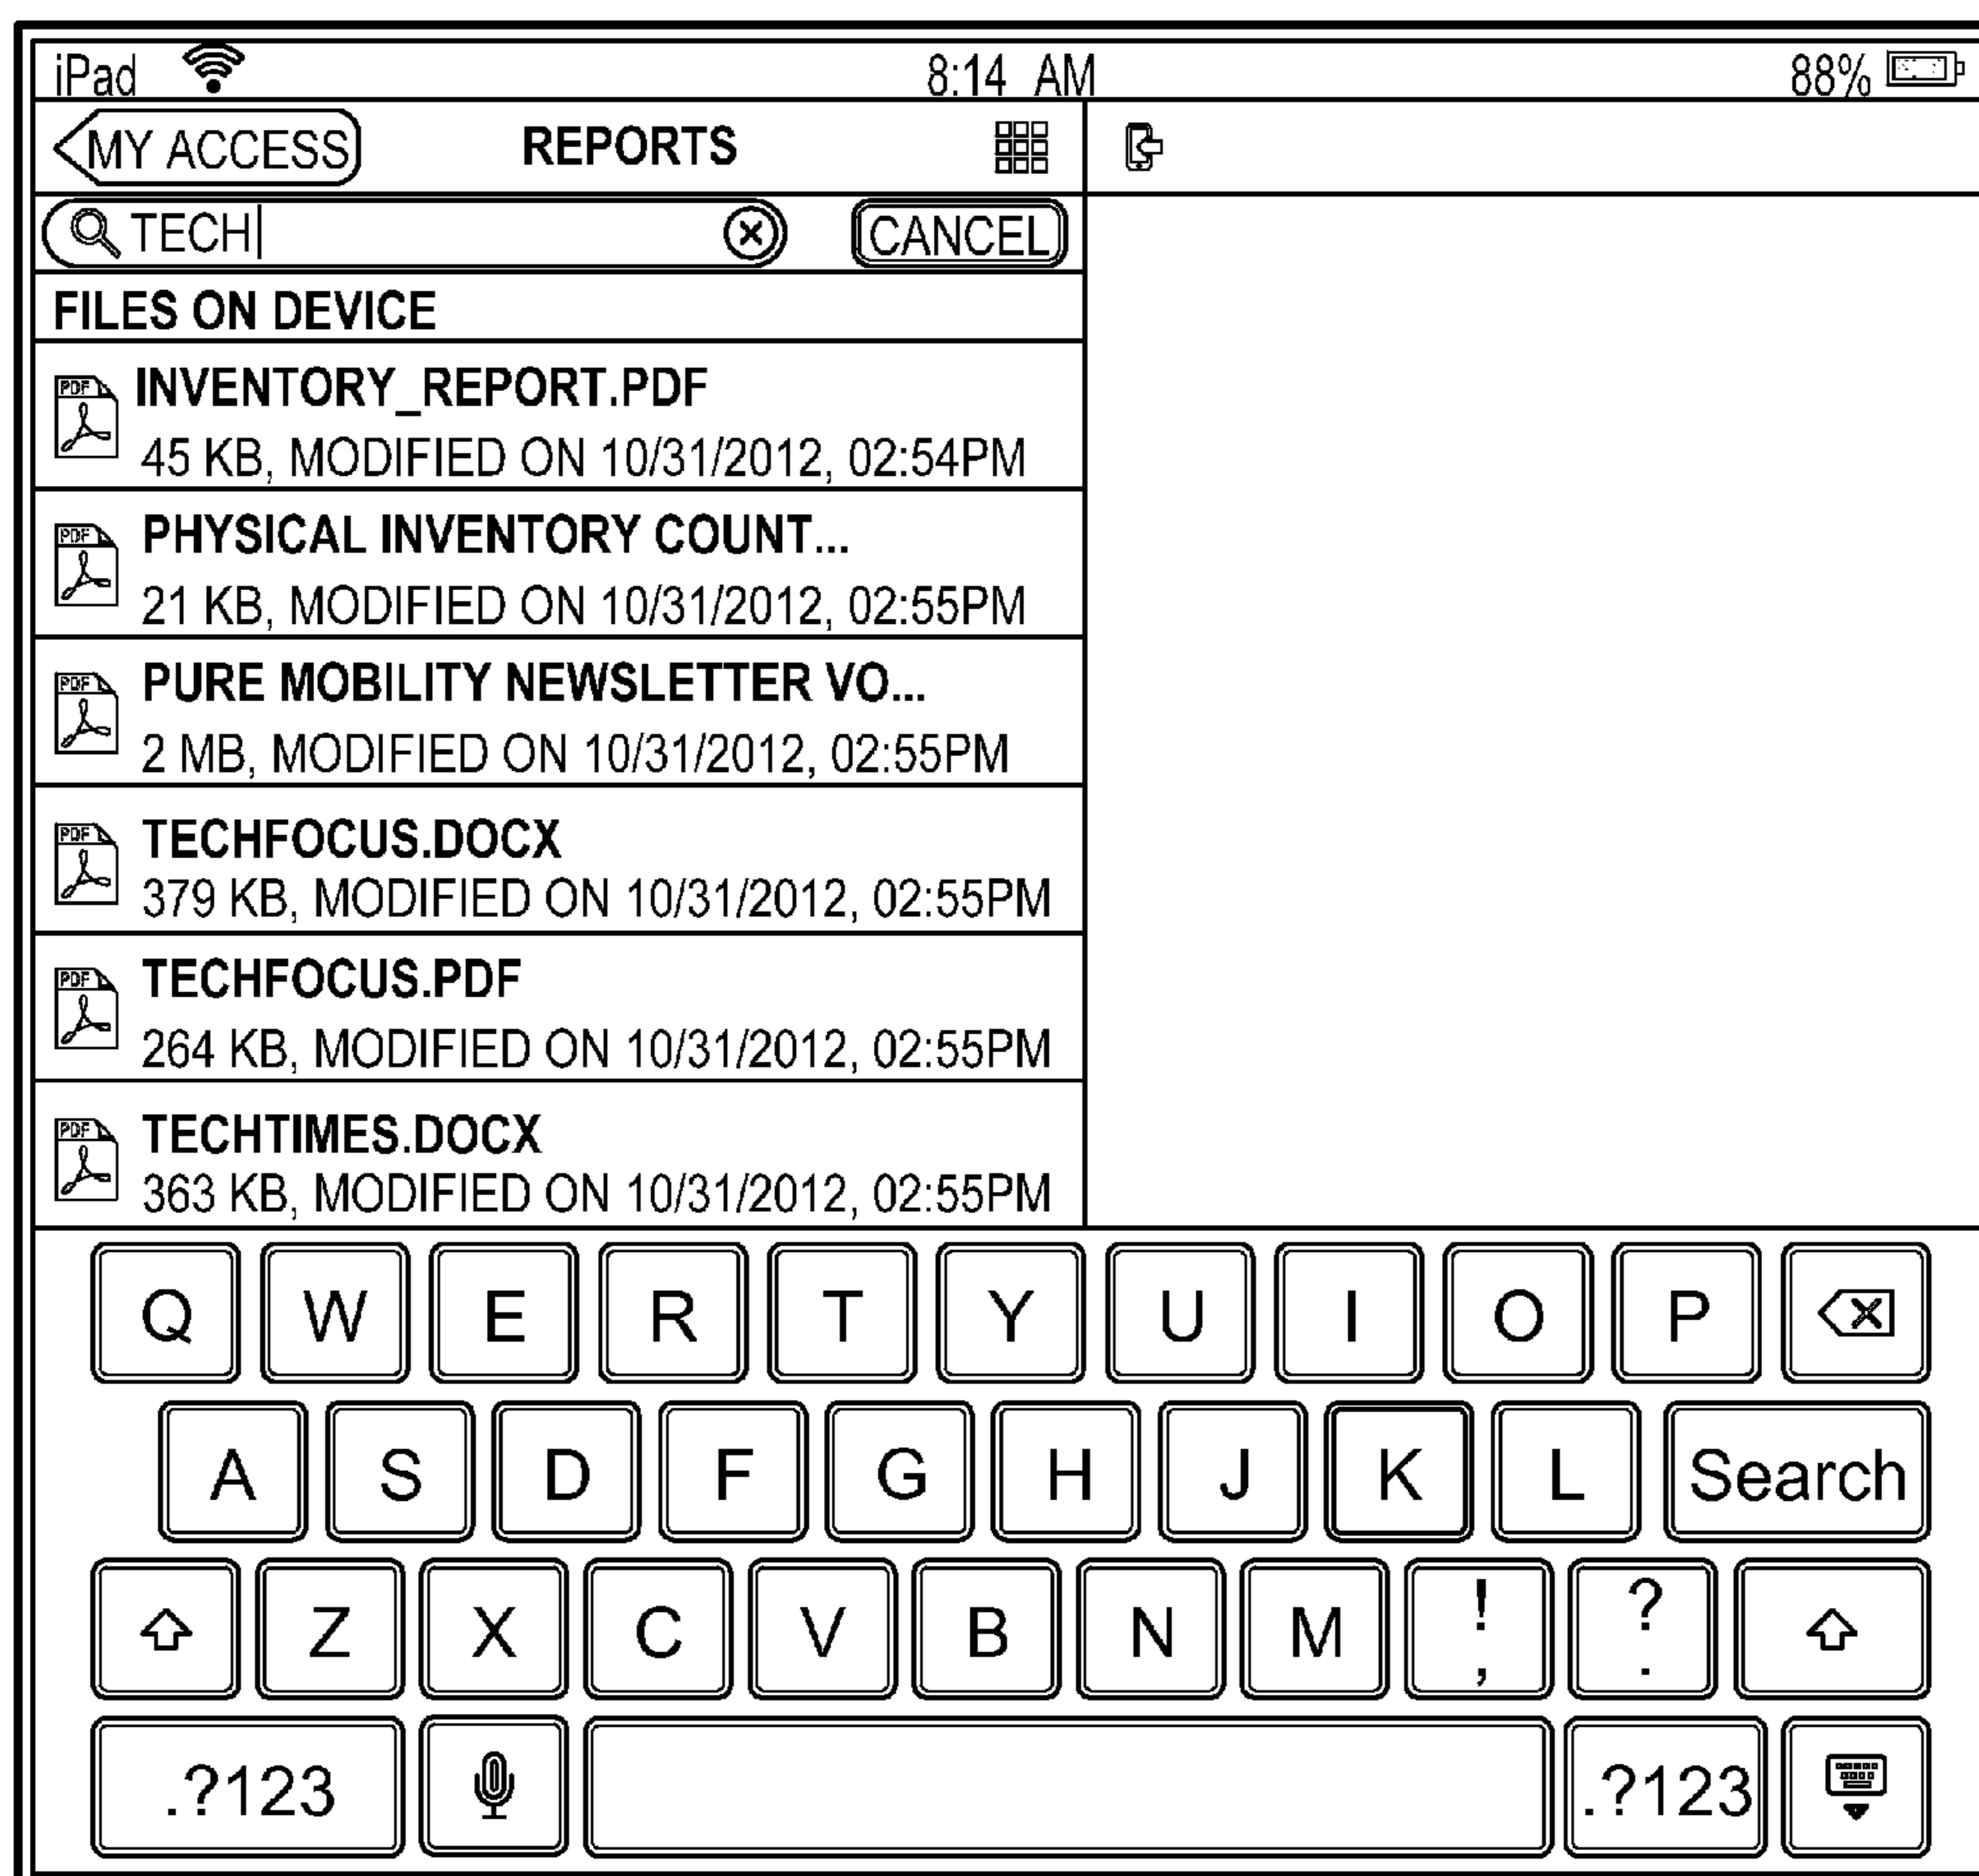 iPad 8:14 AM 88%
MY ACCESS REPORTS
TECH CANCEL
FILES ON DEVICE
PDF INVENTORY_REPORT.PDF
45 KB, MODIFIED ON 10/31/2012, 02:54PM
PDF PHYSICAL INVENTORY COUNT...
21 KB, MODIFIED ON 10/31/2012, 02:55PM
PDF PURE MOBILITY NEWSLETTER VO...
2 MB, MODIFIED ON 10/31/2012, 02:55PM
PDF TECHFOCUS.DOCX
379 KB, MODIFIED ON 10/31/2012, 02:55PM
PDF TECHFOCUS.PDF
264 KB, MODIFIED ON 10/31/2012, 02:55PM
PDF TECHTIMES.DOCX
363 KB, MODIFIED ON 10/31/2012, 02:55PM
Q W E R T Y U I O P
A S D F G H J K L Search
Z X C V B N M ! , ? .
.?123 .?123